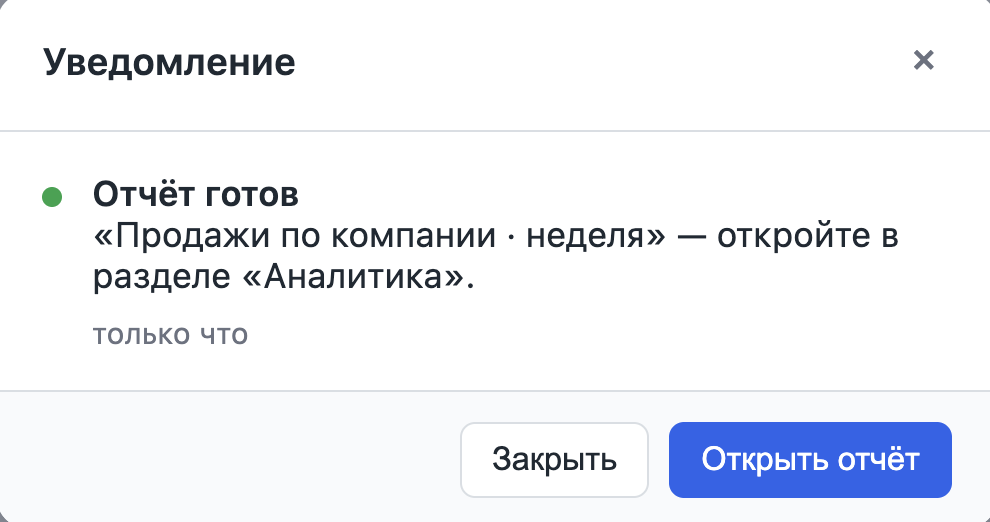 Уведомление ×
Отчёт готов
«Продажи по компании · неделя» — откройте в
разделе «Аналитика».
только что
Закрыть Открыть отчёт